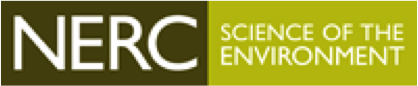 NERC
SCIENCE OF THE
ENVIRONMENT